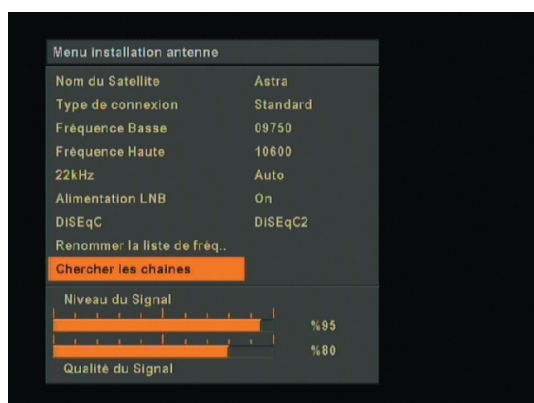 Menu installation antenne
Nom du Satellite Astra
Type de connexion Standard
Fréquence Basse 09750
Fréquence Haute 10600
22kHz Auto
Alimentation LNB On
DiSEqC DiSEqC2
Renommer la liste de fréq..
Chercher les chaines
Niveau du Signal
%95
%80
Qualité du Signal